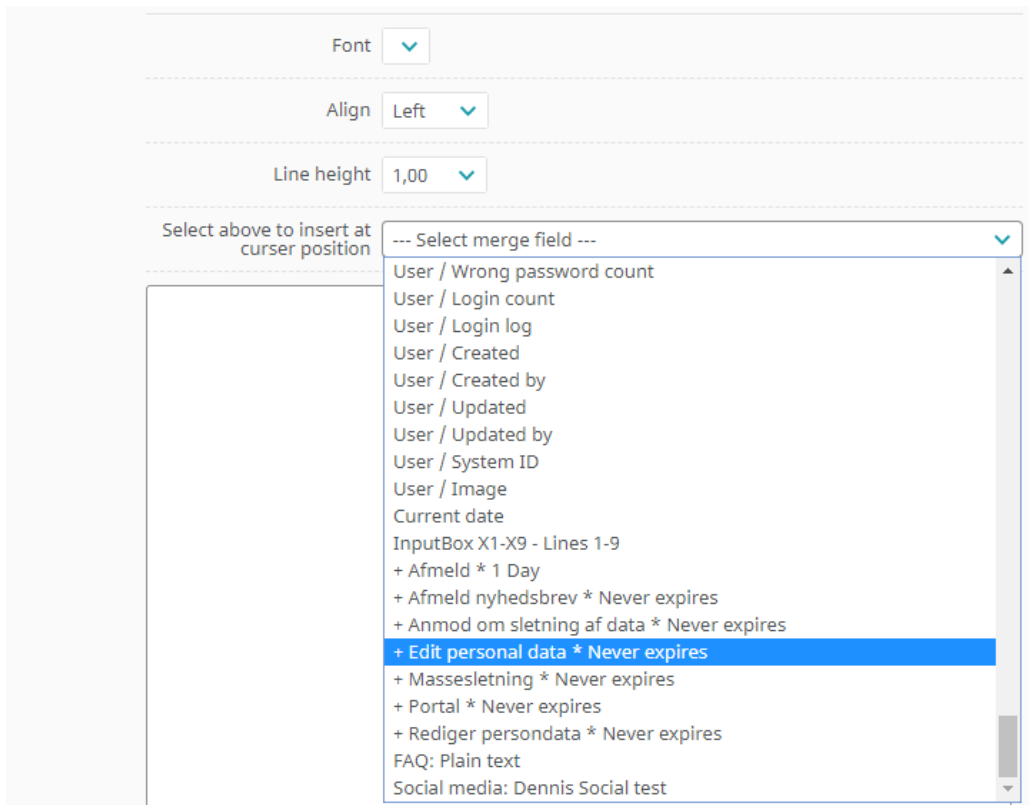 Font
Align Left
Line height 1,00
Select above to insert at
curser position
--- Select merge field ---
User / Wrong password count
User / Login count
User / Login log
User / Created
User / Created by
User / Updated
User / Updated by
User / System ID
User / Image
Current date
InputBox X1-X9 - Lines 1-9
+ Afmeld * 1 Day
+ Afmeld nyhedsbrev * Never expires
+ Anmod om sletning af data * Never expires
+ Edit personal data * Never expires
+ Massesletning * Never expires
+ Portal * Never expires
+ Rediger persondata * Never expires
FAQ: Plain text
Social media: Dennis Social test